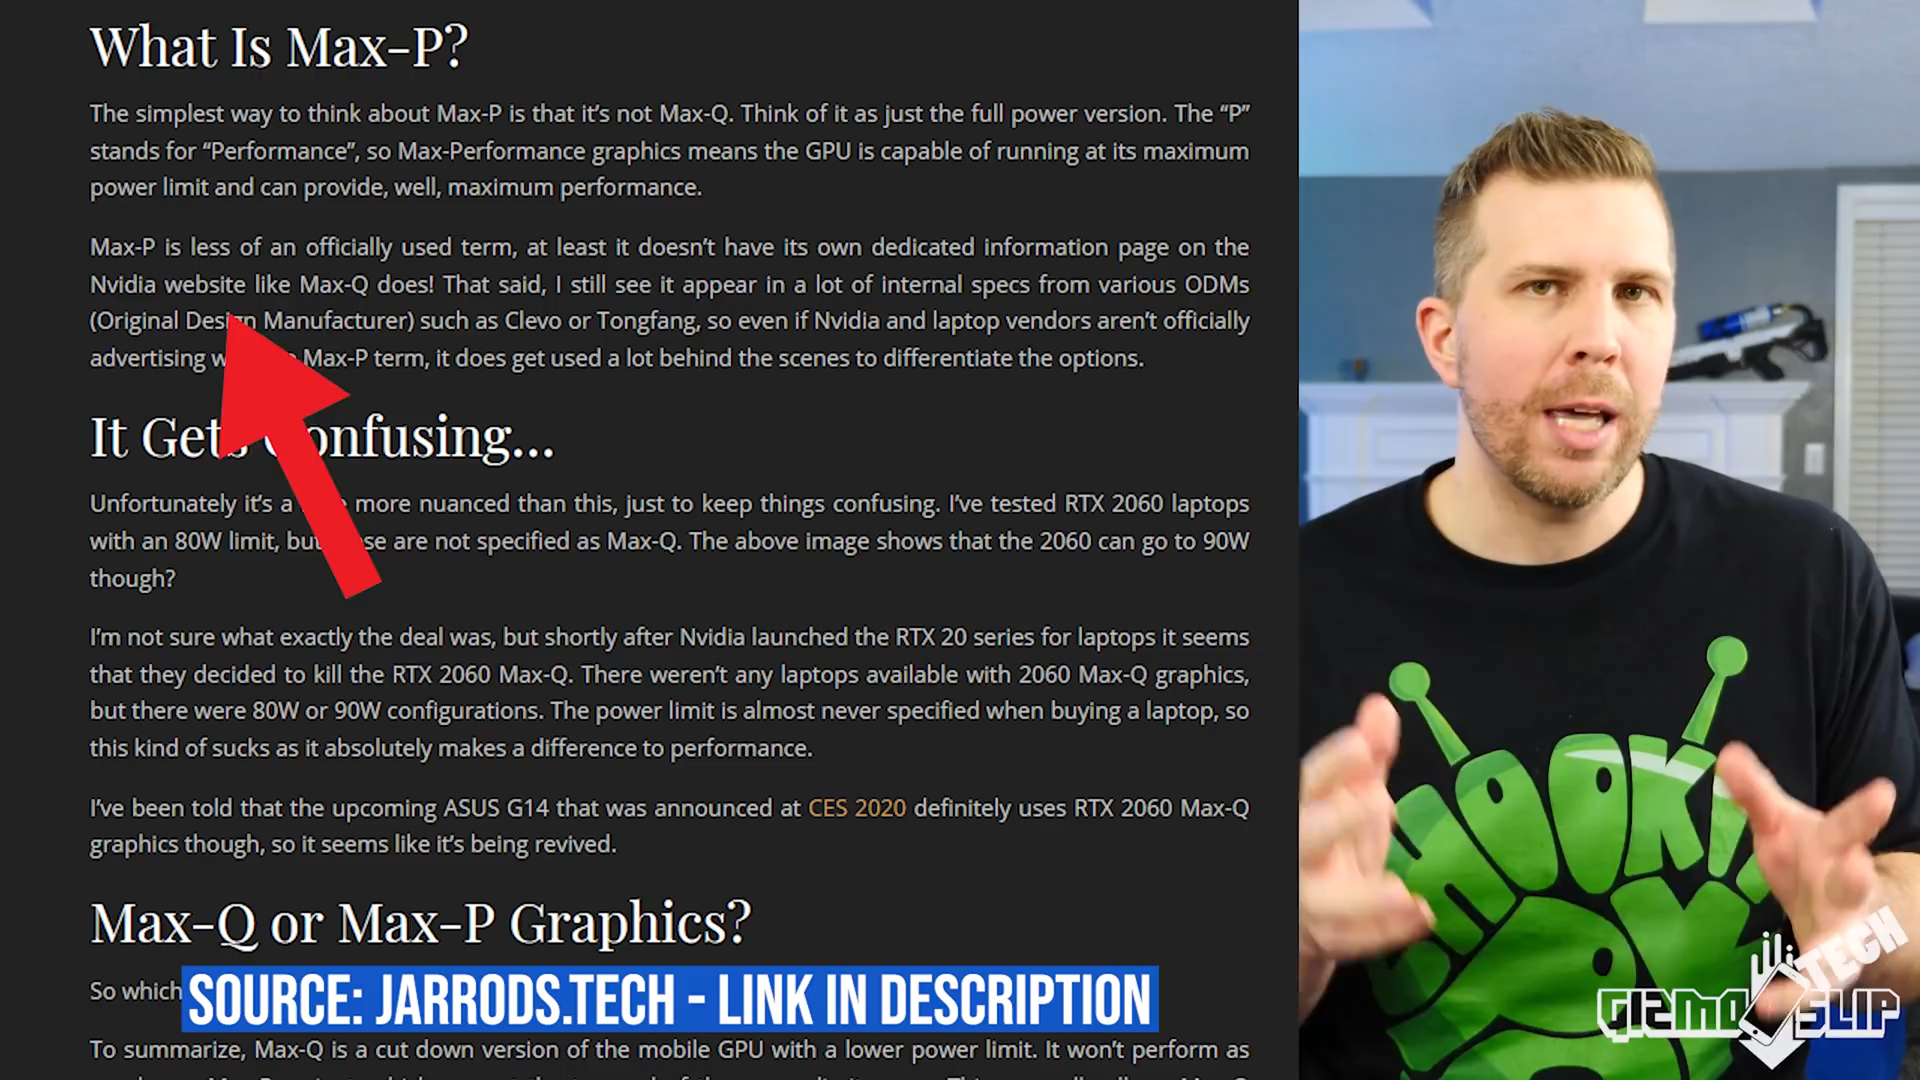 What Is Max-P?
The simplest way to think about Max-P is that it's not Max-Q. Think of it as just the full power version. The “P”
stands for “Performance”, so Max-Performance graphics means the GPU is capable of running at its maximum
power limit and can provide, well, maximum performance.
Max-P is less of an officially used term, at least it doesn't have its own dedicated information page on the
Nvidia website like Max-Q does! That said, I still see it appear in a lot of internal specs from various ODMs
(Original Design Manufacturer) such as Clevo or Tongfang, so even if Nvidia and laptop vendors aren't officially
advertising Max-P term, it does get used a lot behind the scenes to differentiate the options.
It Gets Confusing...
Unfortunately it's a more nuanced than this, just to keep things confusing. I've tested RTX 2060 laptops
with an 80W limit, but are not specified as Max-Q. The above image shows that the 2060 can go to 90W
though?
I'm not sure what exactly the deal was, but shortly after Nvidia launched the RTX 20 series for laptops it seems
that they decided to kill the RTX 2060 Max-Q. There weren't any laptops available with 2060 Max-Q graphics,
but there were 80W or 90W configurations. The power limit is almost never specified when buying a laptop, so
this kind of sucks as it absolutely makes a difference to performance.
I've been told that the upcoming ASUS G14 that was announced at CES 2020 definitely uses RTX 2060 Max-Q
graphics though, so it seems like it's being revived.
Max-Q or Max-P Graphics?
So which
SOURCE: JARRODS.TECH - LINK IN DESCRIPTION
To summarize, Max-Q is a cut down version of the mobile GPU with a lower power limit. It won't perform as
TECH
GIZMO SLIP